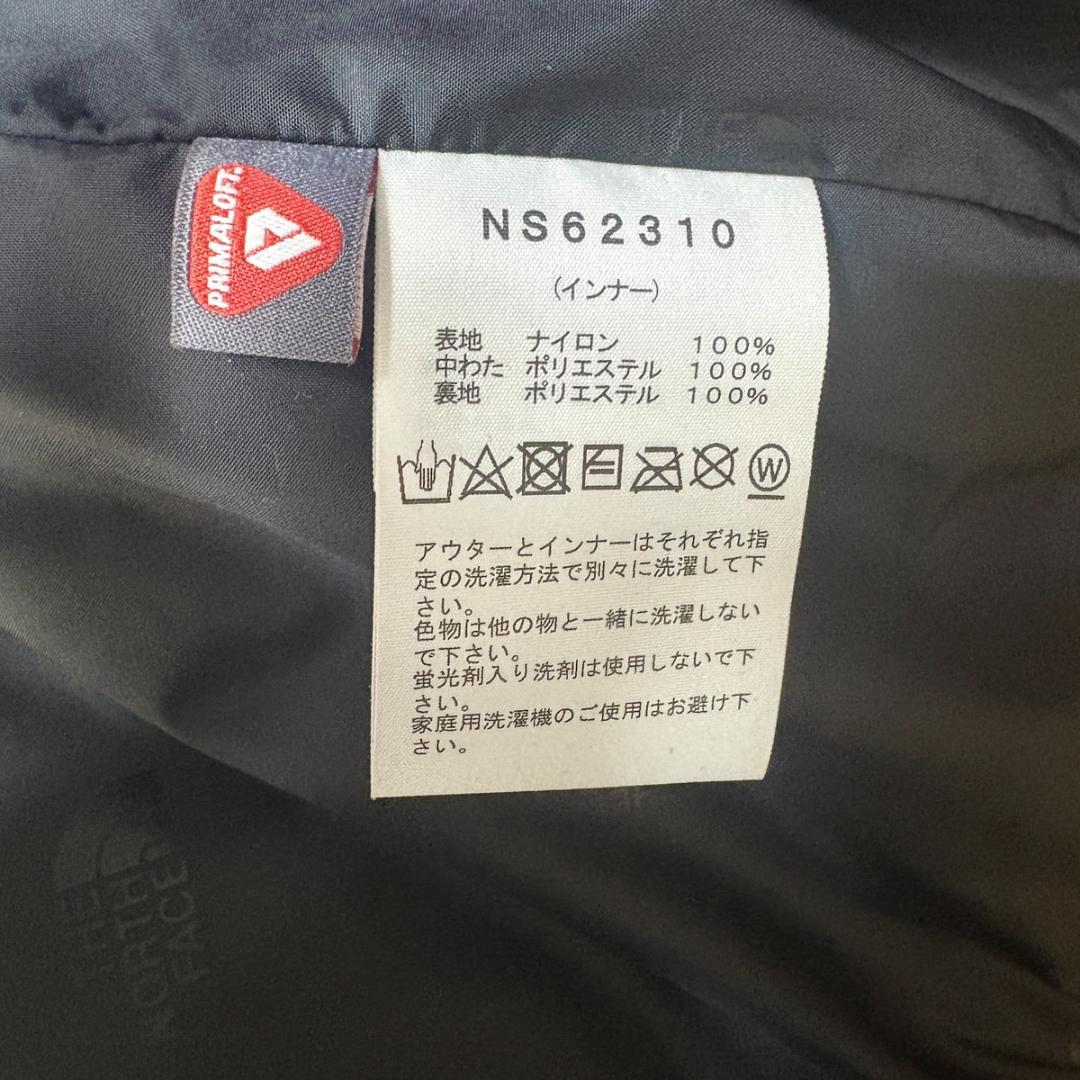 PRIMALOFT®
NS62310
(インナー)
表地 ナイロン 100%
中わた ポリエステル 100%
裏地 ポリエステル 100%
W
アウターとインナーはそれぞれ指
定の洗濯方法で別々に洗濯して下
さい。
色物は他の物と一緒に洗濯しない
で下さい。
蛍光剤入り洗剤は使用しないで下
さい。
家庭用洗濯機のご使用はお避け下
さい。
THE
NORTH
FACE